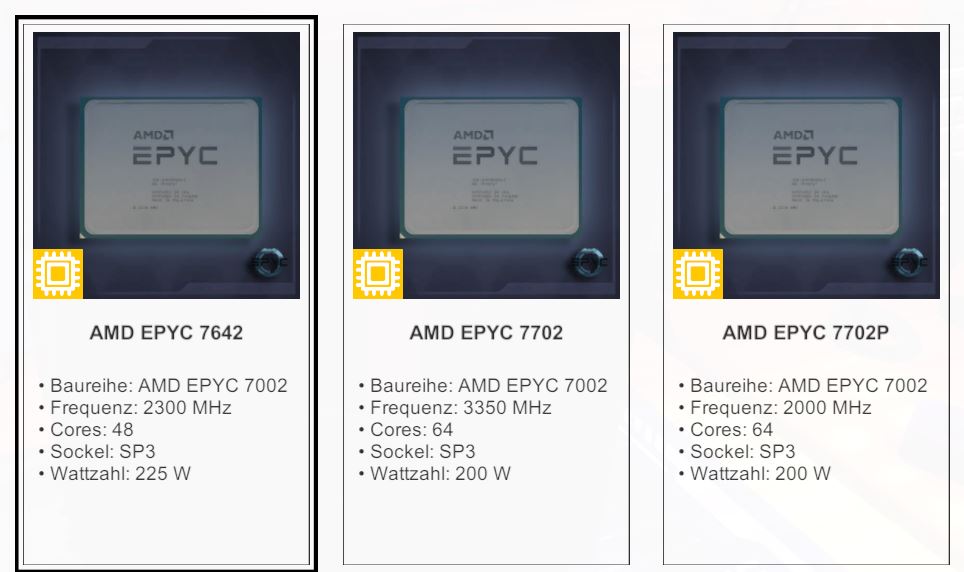 AMD
EPYC
AMD EPYC 7642
• Baureihe: AMD EPYC 7002
• Frequenz: 2300 MHz
• Cores: 48
• Sockel: SP3
• Wattzahl: 225 W
AMD
EPYC
AMD EPYC 7702
• Baureihe: AMD EPYC 7002
• Frequenz: 3350 MHz
• Cores: 64
• Sockel: SP3
• Wattzahl: 200 W
AMD
EPYC
AMD EPYC 7702P
• Baureihe: AMD EPYC 7002
• Frequenz: 2000 MHz
• Cores: 64
• Sockel: SP3
• Wattzahl: 200 W